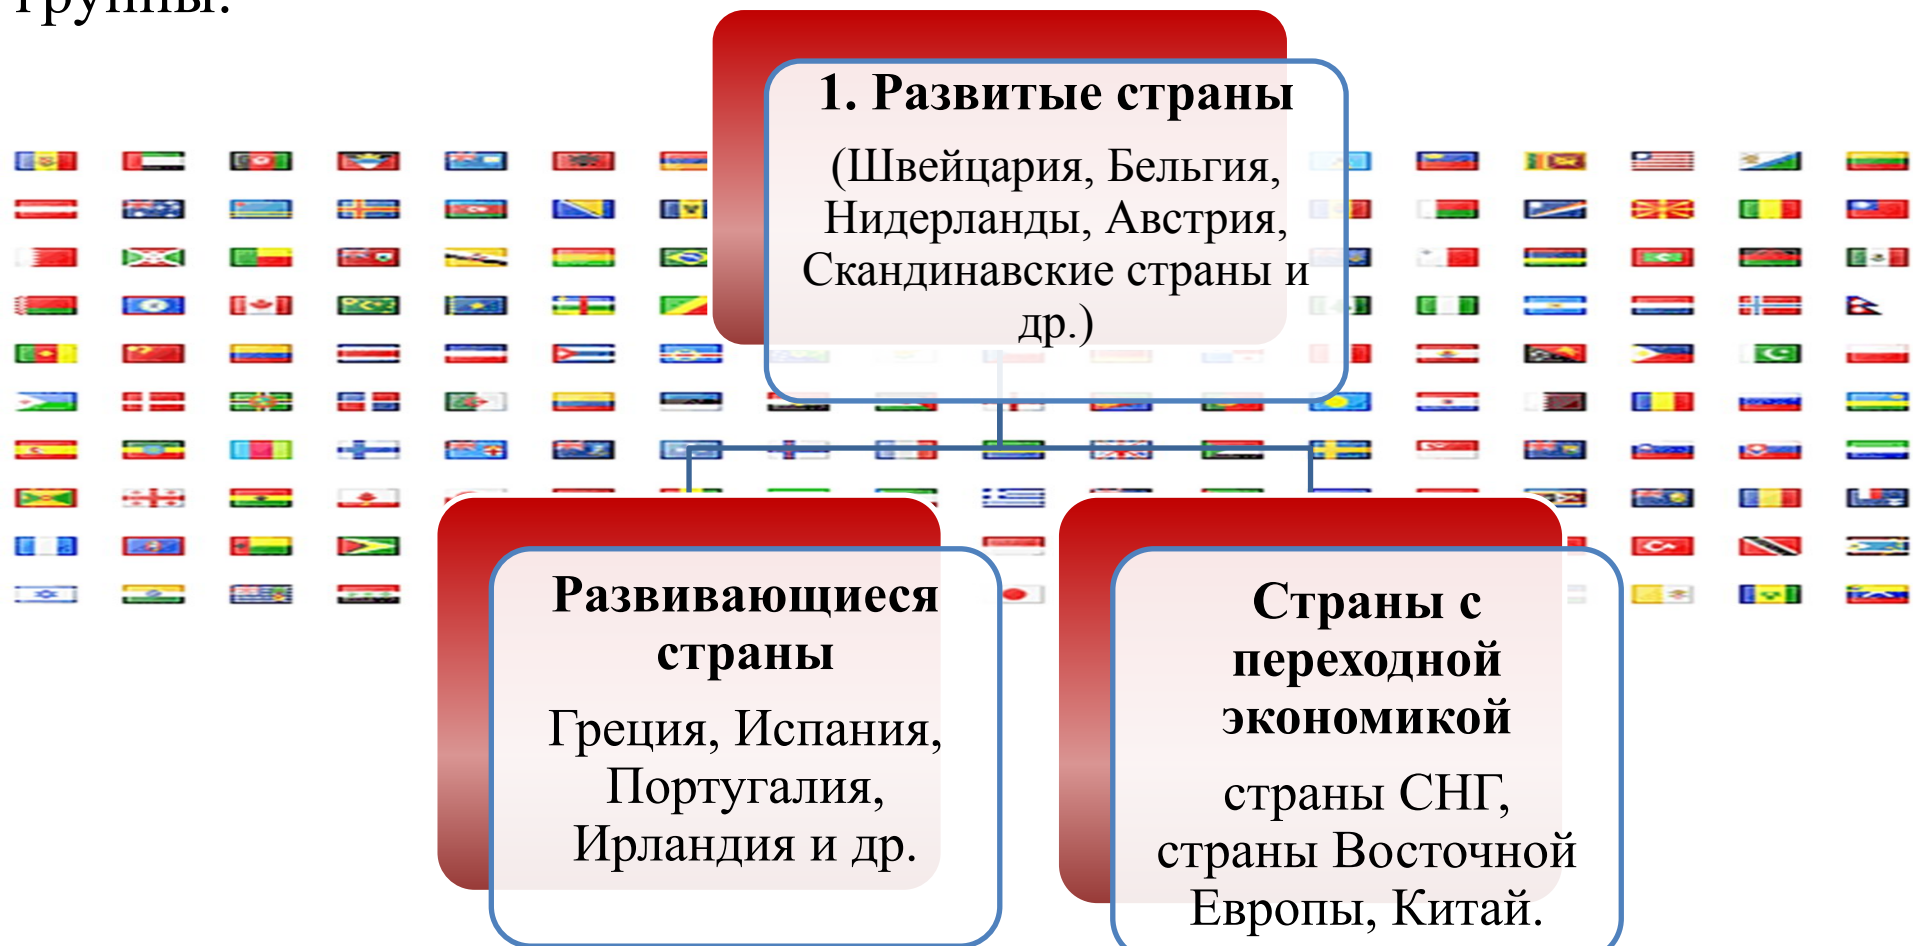 группы:
1. Развитые страны
(Швейцария, Бельгия,
Нидерланды, Австрия,
Скандинавские страны и
др.)
Развивающиеся
страны
Греция, Испания,
Португалия,
Ирландия и др.
Страны с
переходной
экономикой
страны СНГ,
страны Восточной
Европы, Китай.